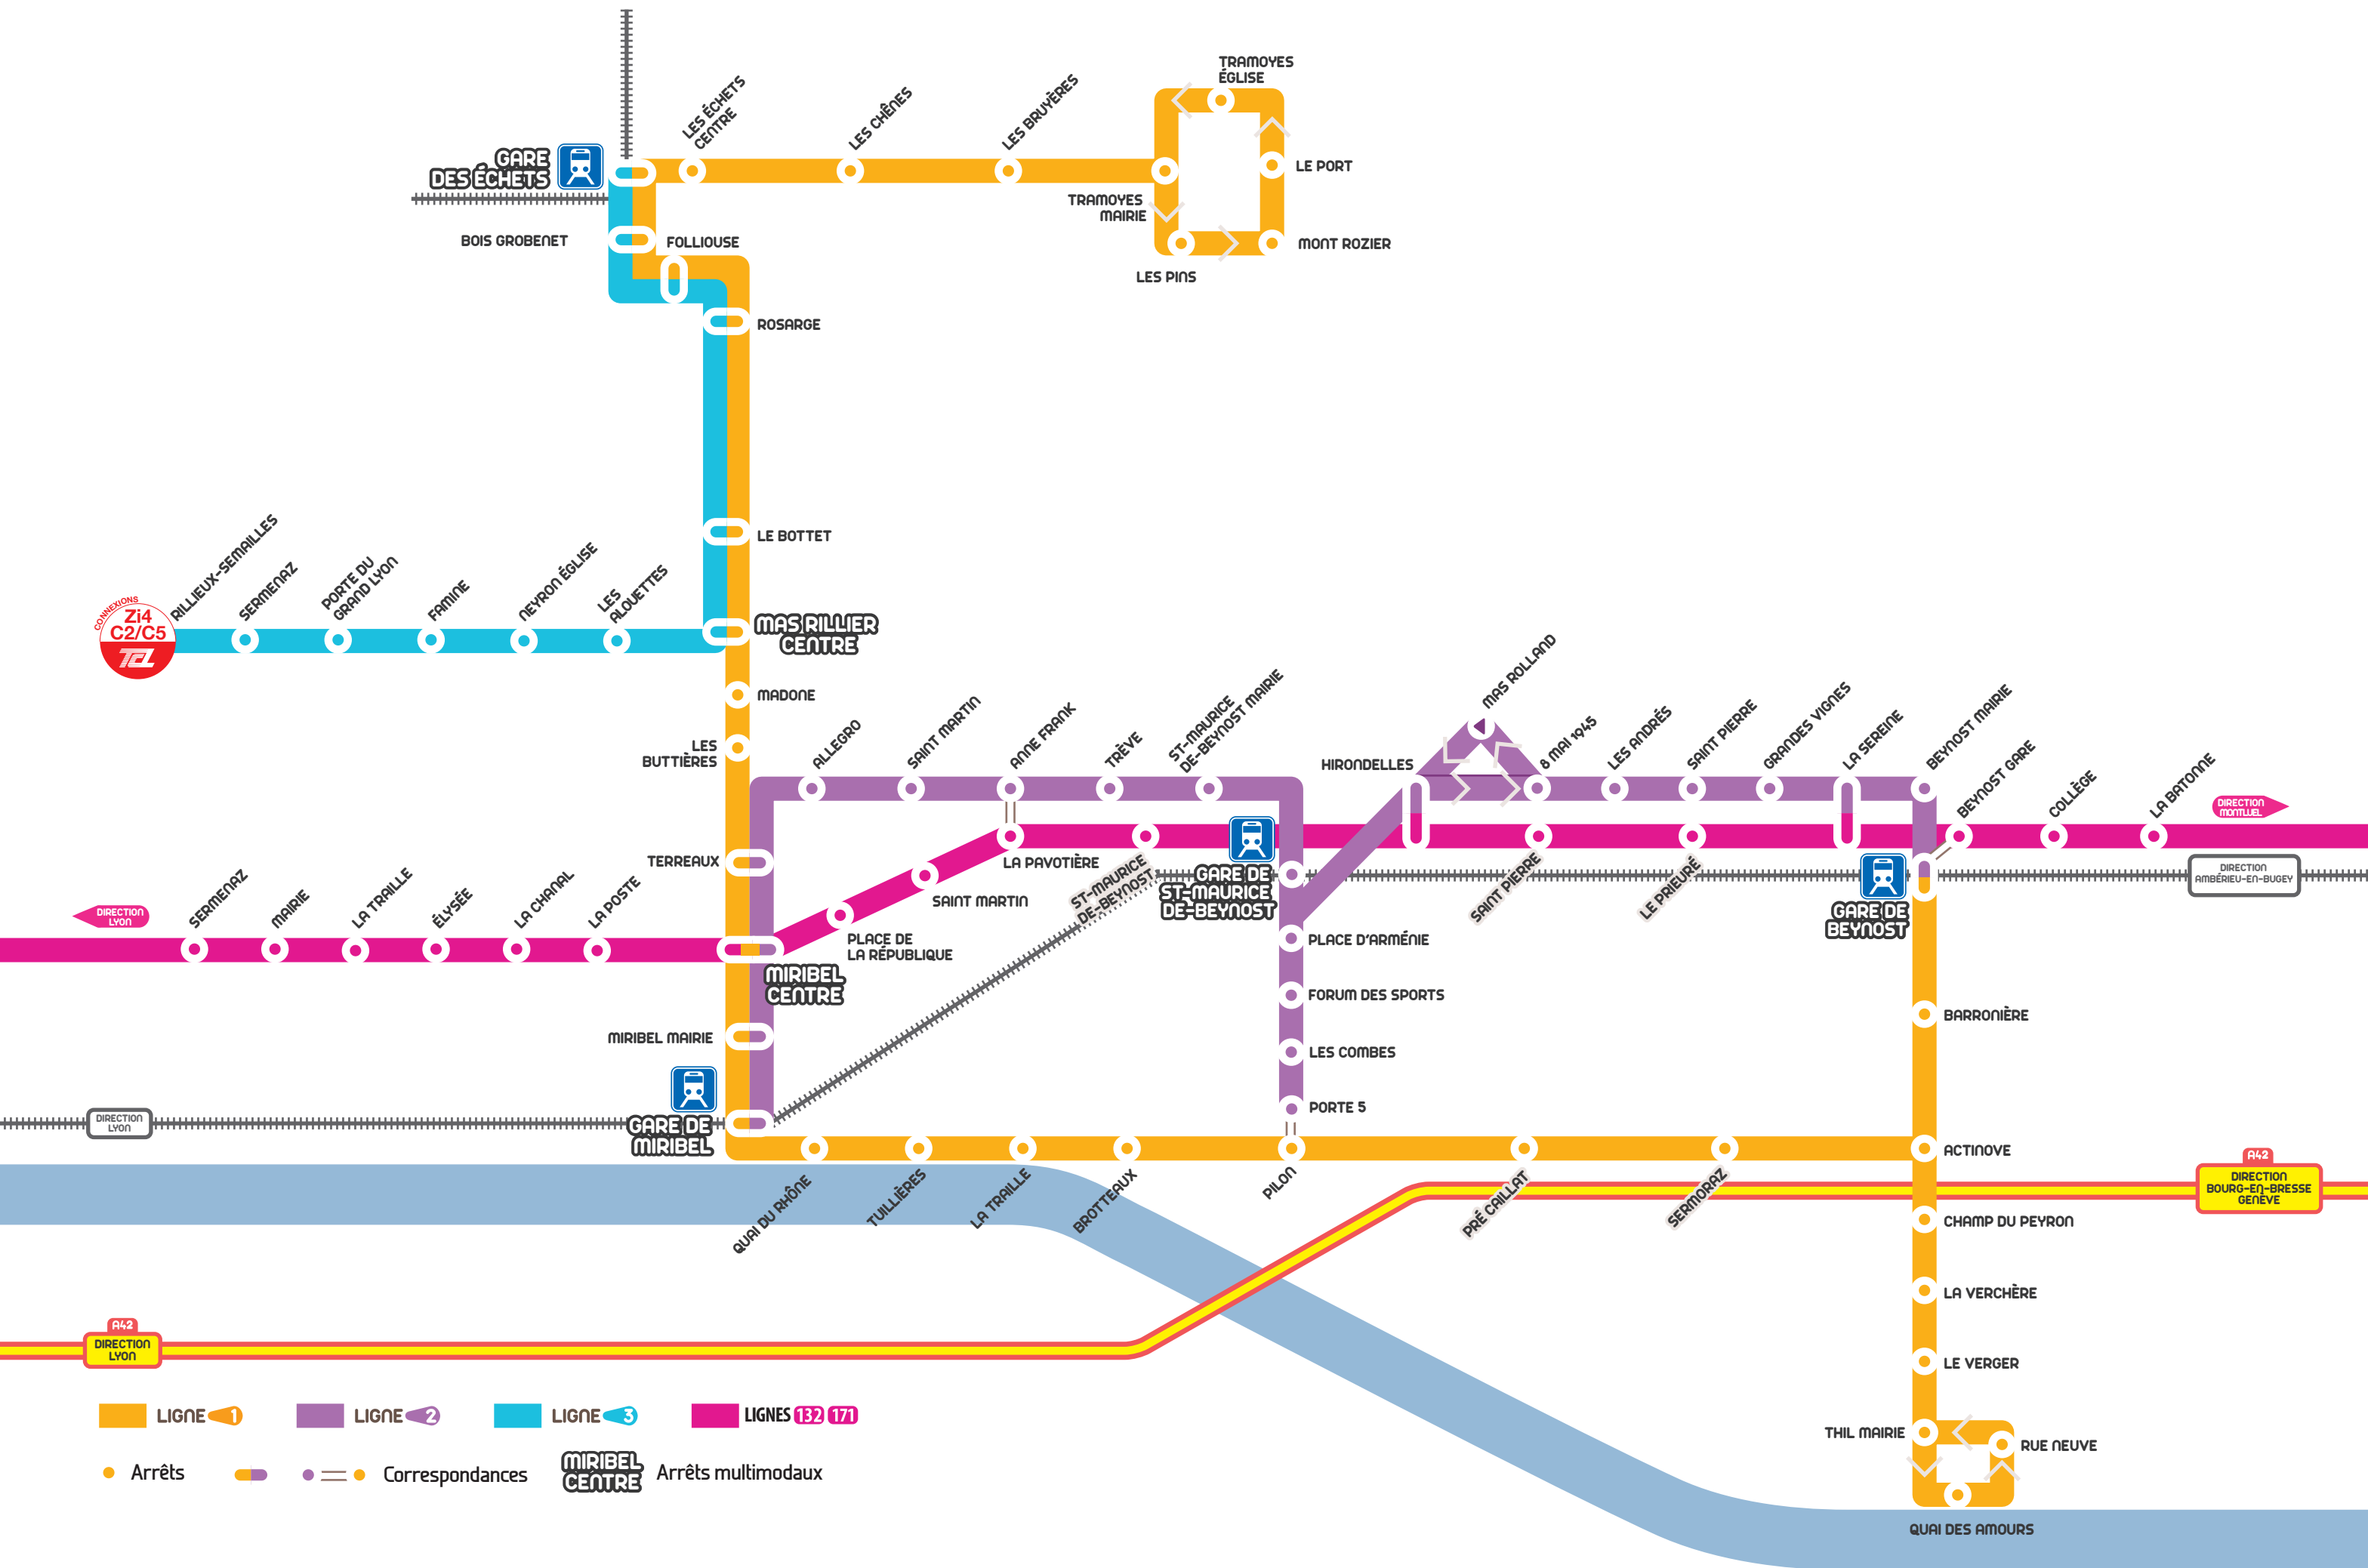 TRAMOYES
ÉGLISE
LES ÉCHETS
CENTRE
LES CHÊNES
LES BRUYÈRES
GARE
DES ÉCHETS
LE PORT
TRAMOYES
MAIRIE
BOIS GROBENET
FOLLIOUSE
MONT ROZIER
LES PINS
ROSARGE
LE BOTTET
CONNEXIONS
Zi4
C2/C5
TCL
RILLIEUX-SEMAILLES
SERMENAZ
PORTE DU
GRAND LYON
FAMINE
NEYRON ÉGLISE
LES
ALOUETTES
MAS RILLIER
CENTRE
MADONE
LES
BUTTIÈRES
ALLEGRO
SAINT MARTIN
ANNE FRANK
TRÈVE
ST-MAURICE
DE-BEYNOST MAIRIE
HIRONDELLES
MAS ROLLAND
8 MAI 1945
LES ANDRÉS
SAINT PIERRE
GRANDES VIGNES
LA SEREINE
BEYNOST MAIRIE
BEYNOST GARE
COLLÈGE
LA BATONNE
DIRECTION
MONTLUEL
TERREAUX
LA PAVOTIÈRE
ST-MAURICE
DE-BEYNOST
GARE DE
ST-MAURICE
DE-BEYNOST
SAINT PIERRE
LE PRIEURÉ
GARE DE
BEYNOST
DIRECTION
AMBÉRIEU-EN-BUGEY
DIRECTION
LYON
SERMENAZ
MAIRIE
LA TRAILLE
ÉLYSÉE
LA CHANAL
LA POSTE
SAINT MARTIN
PLACE DE
LA RÉPUBLIQUE
MIRIBEL
CENTRE
PLACE D'ARMÉNIE
FORUM DES SPORTS
BARRONIÈRE
MIRIBEL MAIRIE
LES COMBES
PORTE 5
DIRECTION
LYON
GARE DE
MIRIBEL
ACTINOVE
QUAI DU RHÔNE
TUILLIÈRES
LA TRAILLE
BROTTEAUX
PILON
PRÉ CAILLAT
SERMORAZ
A42
DIRECTION
BOURG-EN-BRESSE
GENÈVE
CHAMP DU PEYRON
LA VERCHÈRE
LE VERGER
A42
DIRECTION
LYON
THIL MAIRIE
RUE NEUVE
QUAI DES AMOURS
LIGNE 1
LIGNE 2
LIGNE 3
LIGNES 132 171
Arrêts
Correspondances
MIRIBEL
CENTRE
Arrêts multimodaux